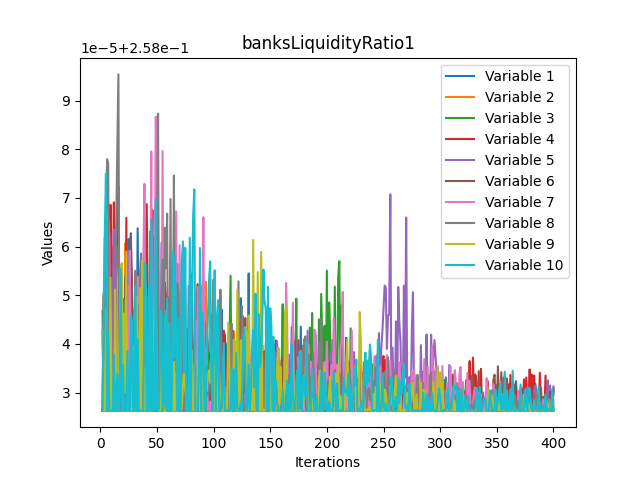 banksLiquidityRatio1
1e−5+2.58e−1
Values
9
8
7
6
5
4
3
0 50 100 150 200 250 300 350 400
Iterations
Variable 1
Variable 2
Variable 3
Variable 4
Variable 5
Variable 6
Variable 7
Variable 8
Variable 9
Variable 10